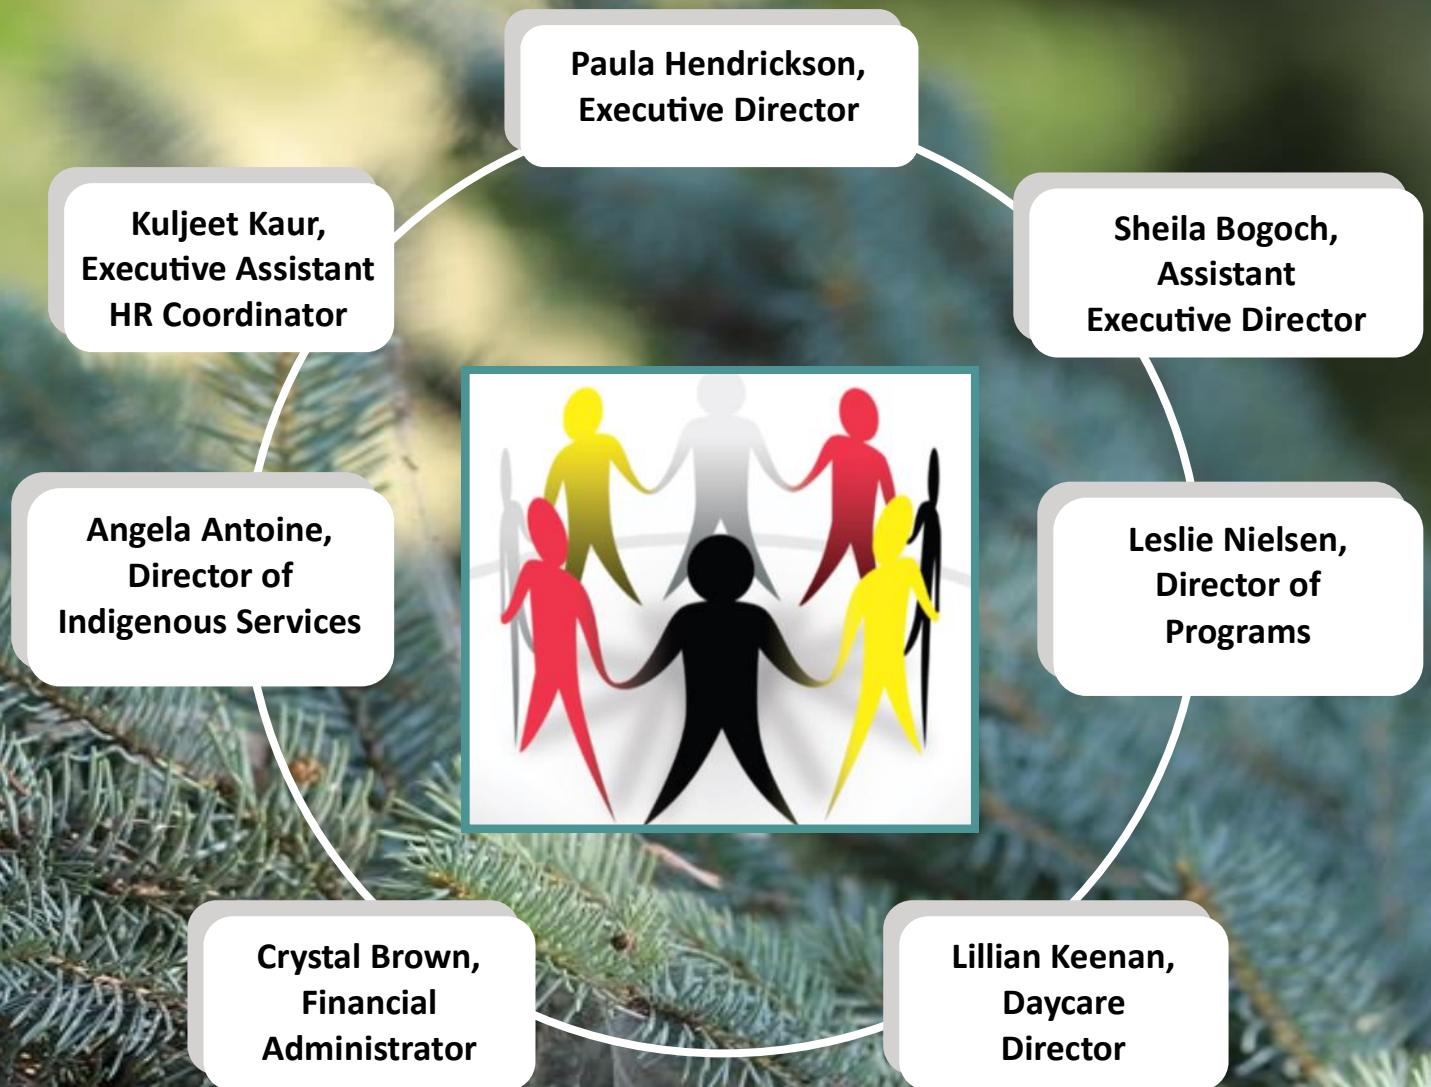 Paula Hendrickson,
Executive Director
Kuljeet Kaur,
Executive Assistant
HR Coordinator
Sheila Bogoch,
Assistant
Executive Director
Angela Antoine,
Director of
Indigenous Services
Leslie Nielsen,
Director of
Programs
Crystal Brown,
Financial
Administrator
Lillian Keenan,
Daycare
Director